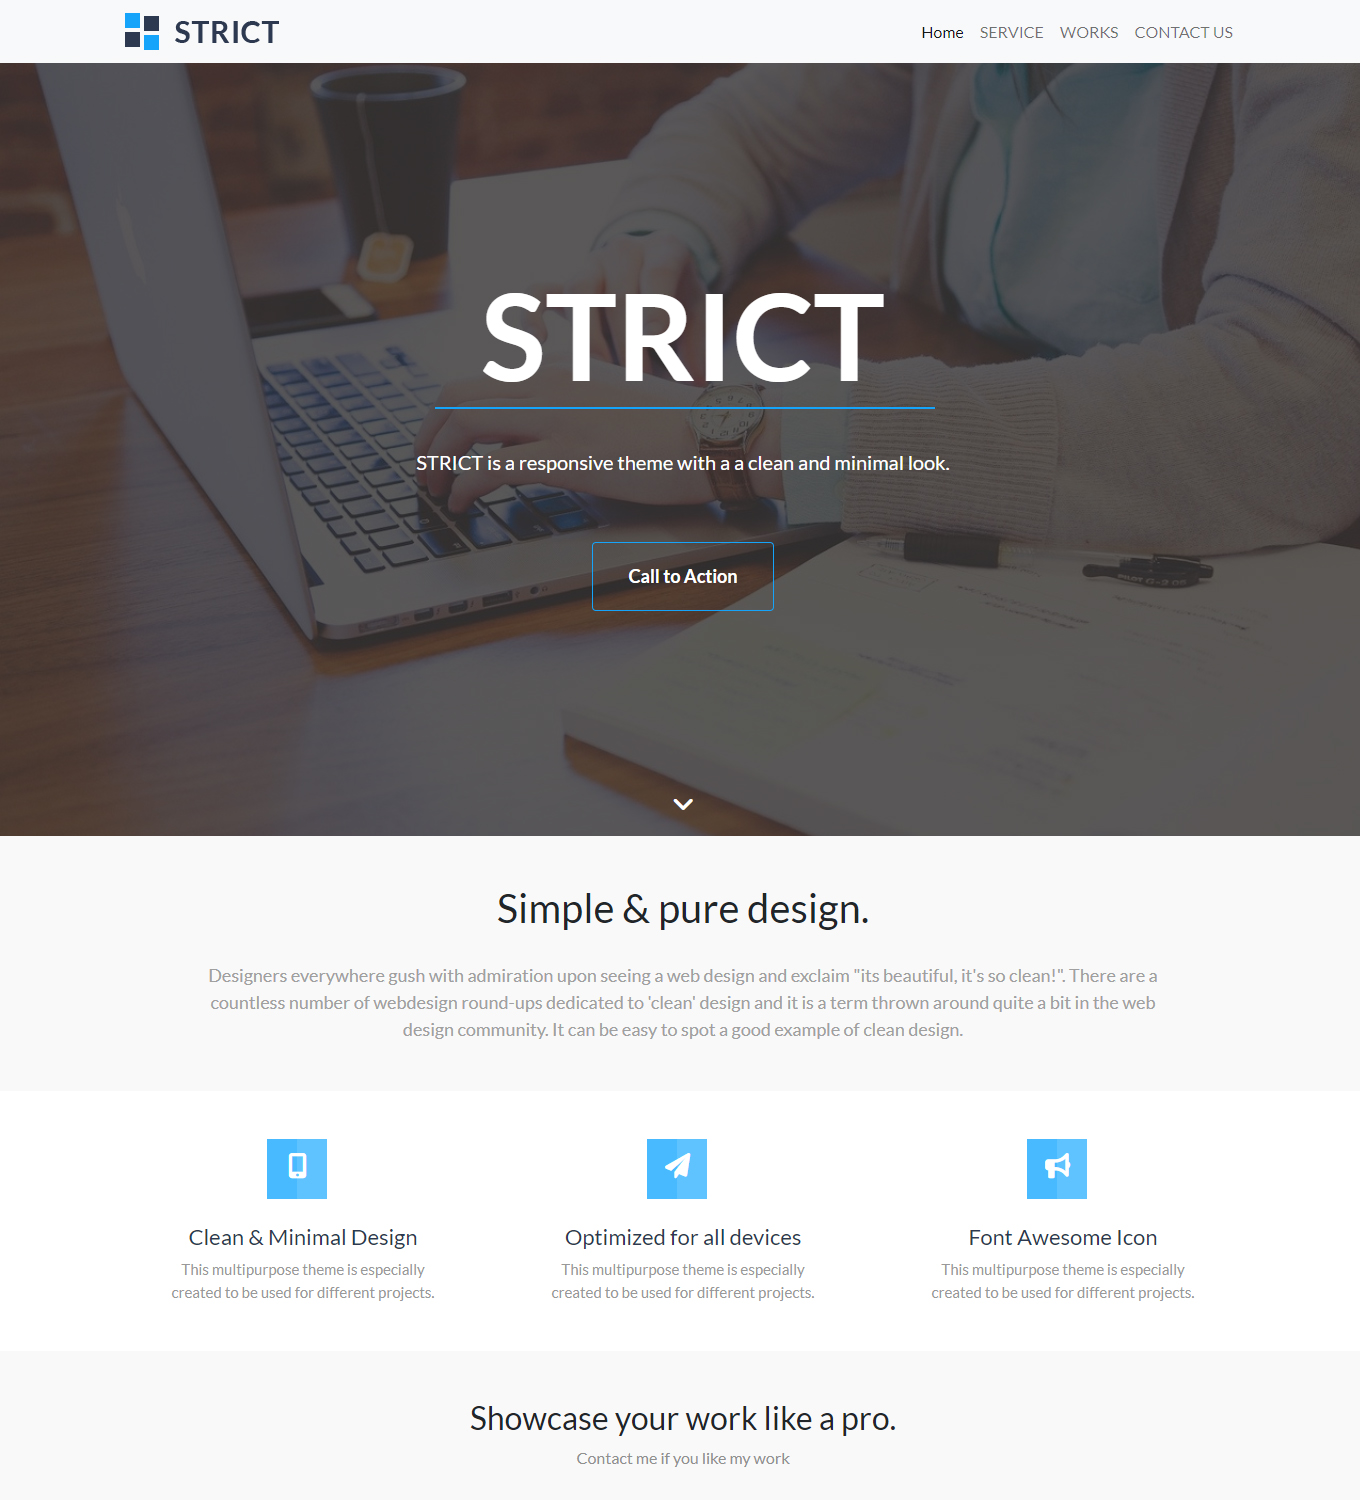 STRICT
Home SERVICE WORKS CONTACT US
STRICT
STRICT is a responsive theme with a a clean and minimal look.
Call to Action
Simple & pure design.
Designers everywhere gush with admiration upon seeing a web design and exclaim "its beautiful, it's so clean!". There are a
countless number of webdesign round-ups dedicated to 'clean' design and it is a term thrown around quite a bit in the web
design community. It can be easy to spot a good example of clean design.
Clean & Minimal Design
This multipurpose theme is especially
created to be used for different projects.
Optimized for all devices
This multipurpose theme is especially
created to be used for different projects.
Font Awesome Icon
This multipurpose theme is especially
created to be used for different projects.
Showcase your work like a pro.
Contact me if you like my work